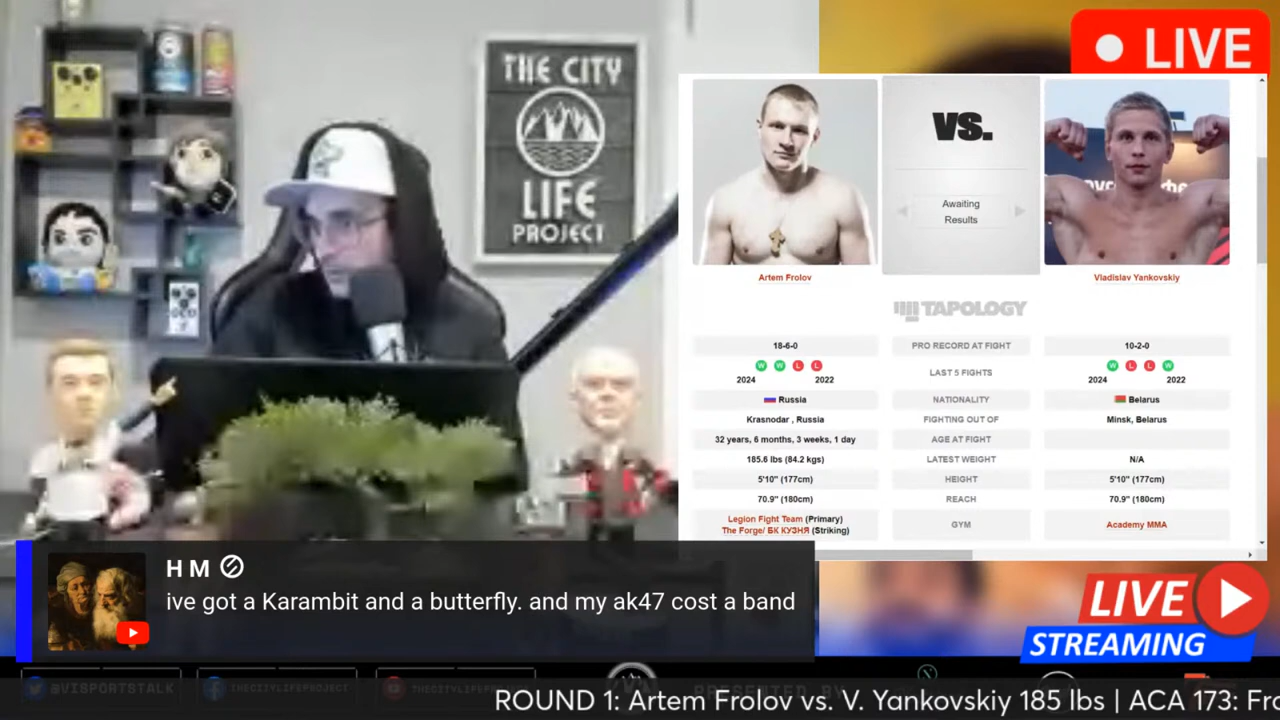 LIVE
THE CITY
LIFE
PROJECT
VS.
Awaiting
Results
Artem Frolov
Vladislav Yankovskiy
TAPOLOGY
18-6-0 PRO RECORD AT FIGHT 10-2-0
W W L L LAST 5 FIGHTS W L L W
2024 2022 2024 2022
Russia NATIONALITY Belarus
Krasnodar , Russia FIGHTING OUT OF Minsk, Belarus
32 years, 6 months, 3 weeks, 1 day AGE AT FIGHT
185.6 lbs (84.2 kgs) LATEST WEIGHT N/A
5'10" (177cm) HEIGHT 5'10" (177cm)
70.9" (180cm) REACH 70.9" (180cm)
Legion Fight Team (Primary) GYM Academy MMA
The Forge/ БК КУЗНЯ (Striking)
H M
ive got a Karambit and a butterfly. and my ak47 cost a band
LIVE
STREAMING
@VISPORTSTALK
THECITYLIFEPROJECT
PRESENTED BY
ROUND 1: Artem Frolov vs. V. Yankovskiy 185 lbs | ACA 173: Fro